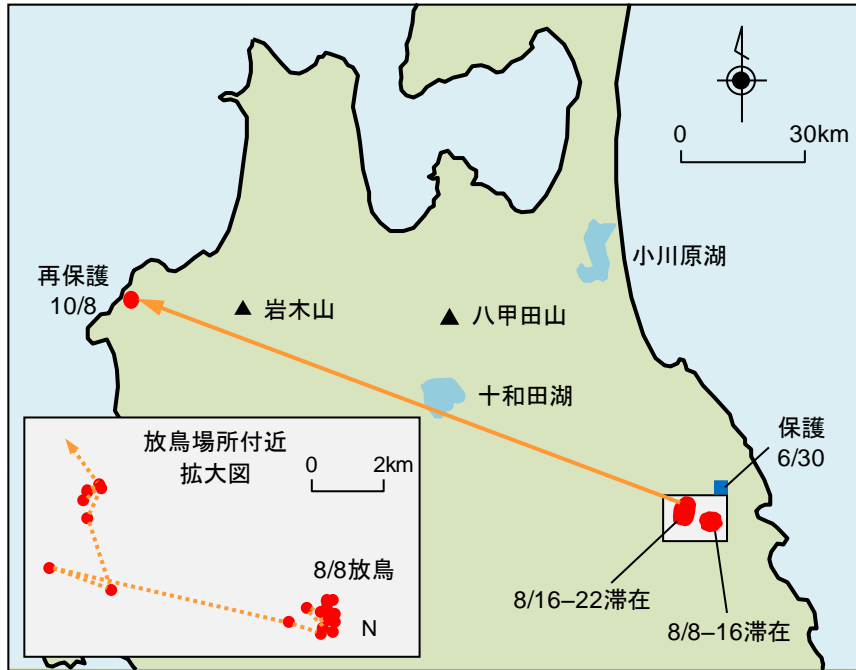 0
30km
小川原湖
再保護
10/8
岩木山
八甲田山
十和田湖
保護
6/30
放鳥場所付近
拡大図
0
2km
8/8放鳥
N
8/16–22滞在
8/8–16滞在